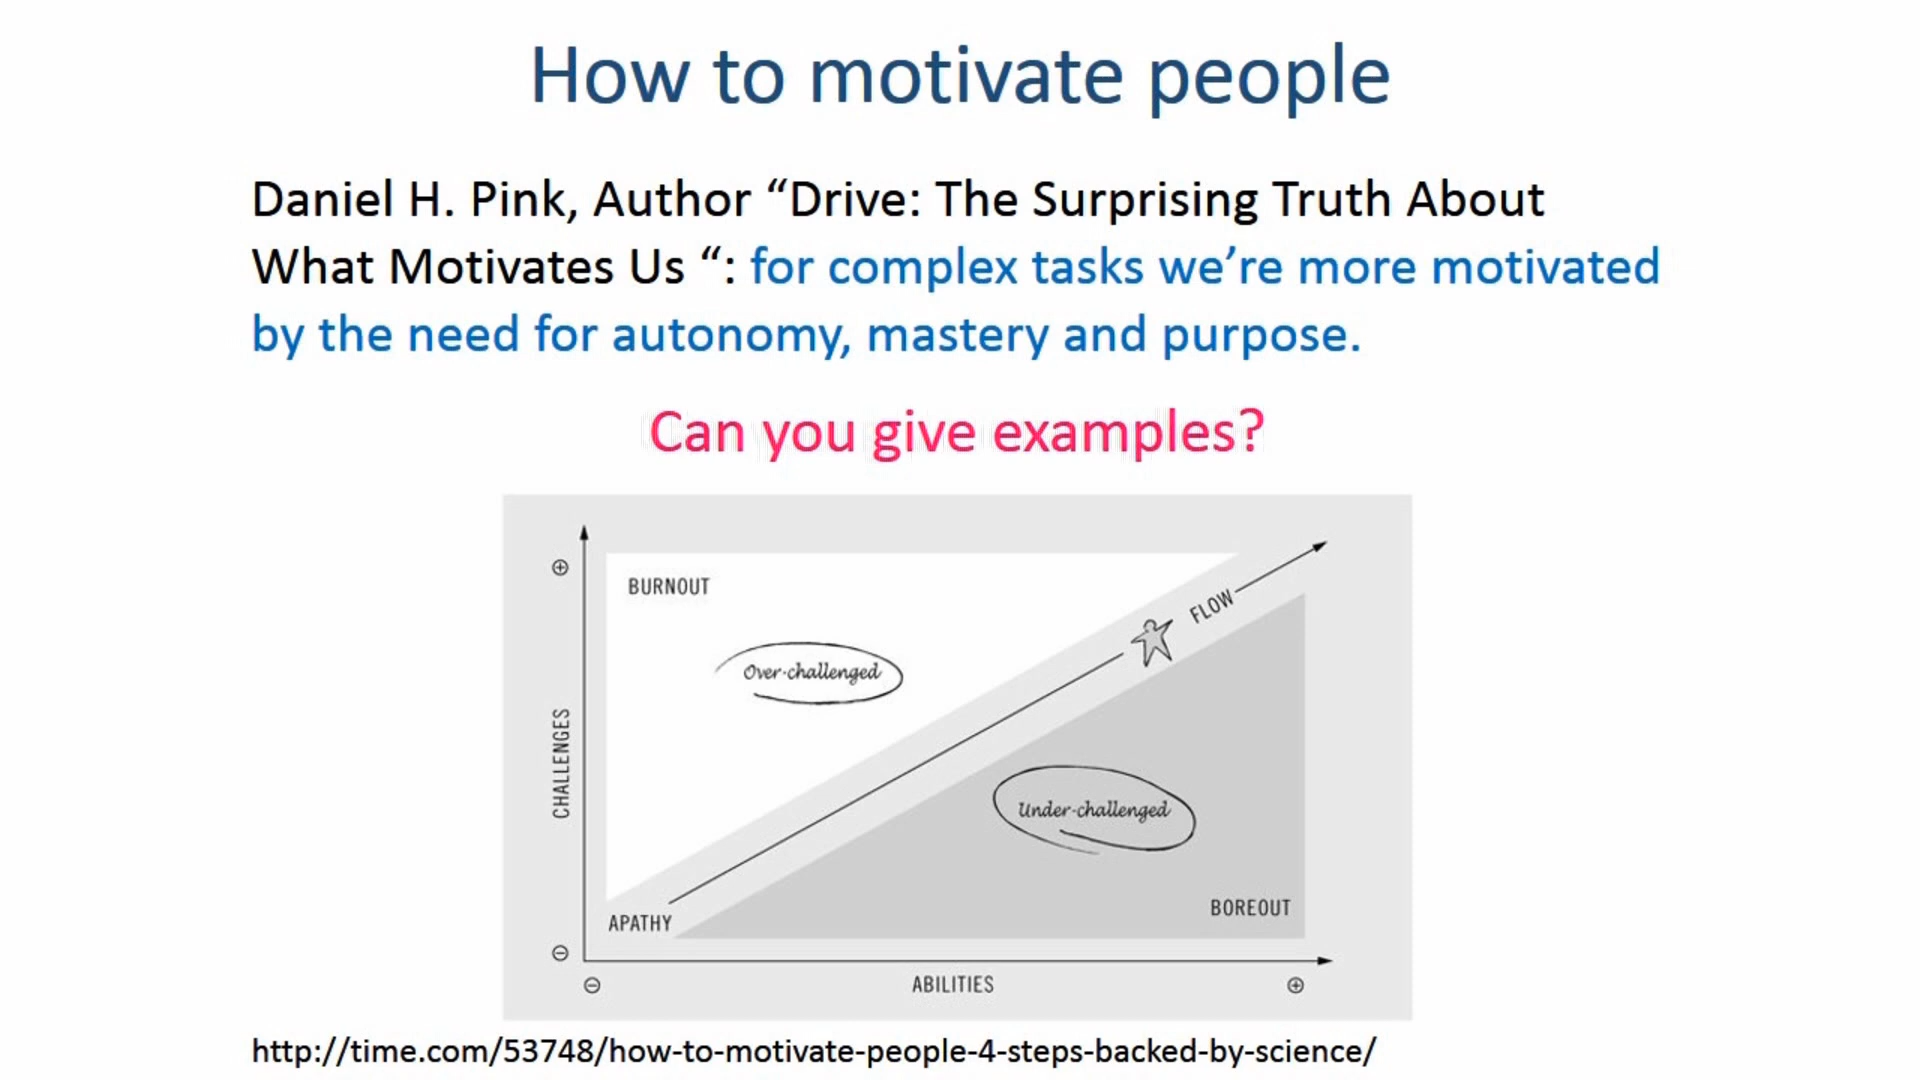 How to motivate people
Daniel H. Pink, Author “Drive: The Surprising Truth About
What Motivates Us “: for complex tasks we’re more motivated
by the need for autonomy, mastery and purpose.
Can you give examples?
BURNOUT
FLOW
Over-challenged
CHALLENGES
Under-challenged
BOREOUT
APATHY
ABILITIES
http://time.com/53748/how-to-motivate-people-4-steps-backed-by-science/